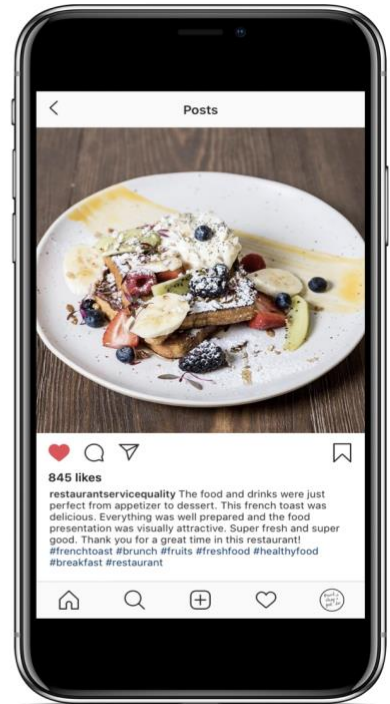 Posts
845 likes
restaurantservicequality The food and drinks were just
perfect from appetizer to dessert. This french toast was
delicious. Everything was well prepared and the food
presentation was visually attractive. Super fresh and super
good. Thank you for a great time in this restaurant!
#frenchtoast #brunch #fruits #freshfood #healthyfood
#breakfast #restaurant